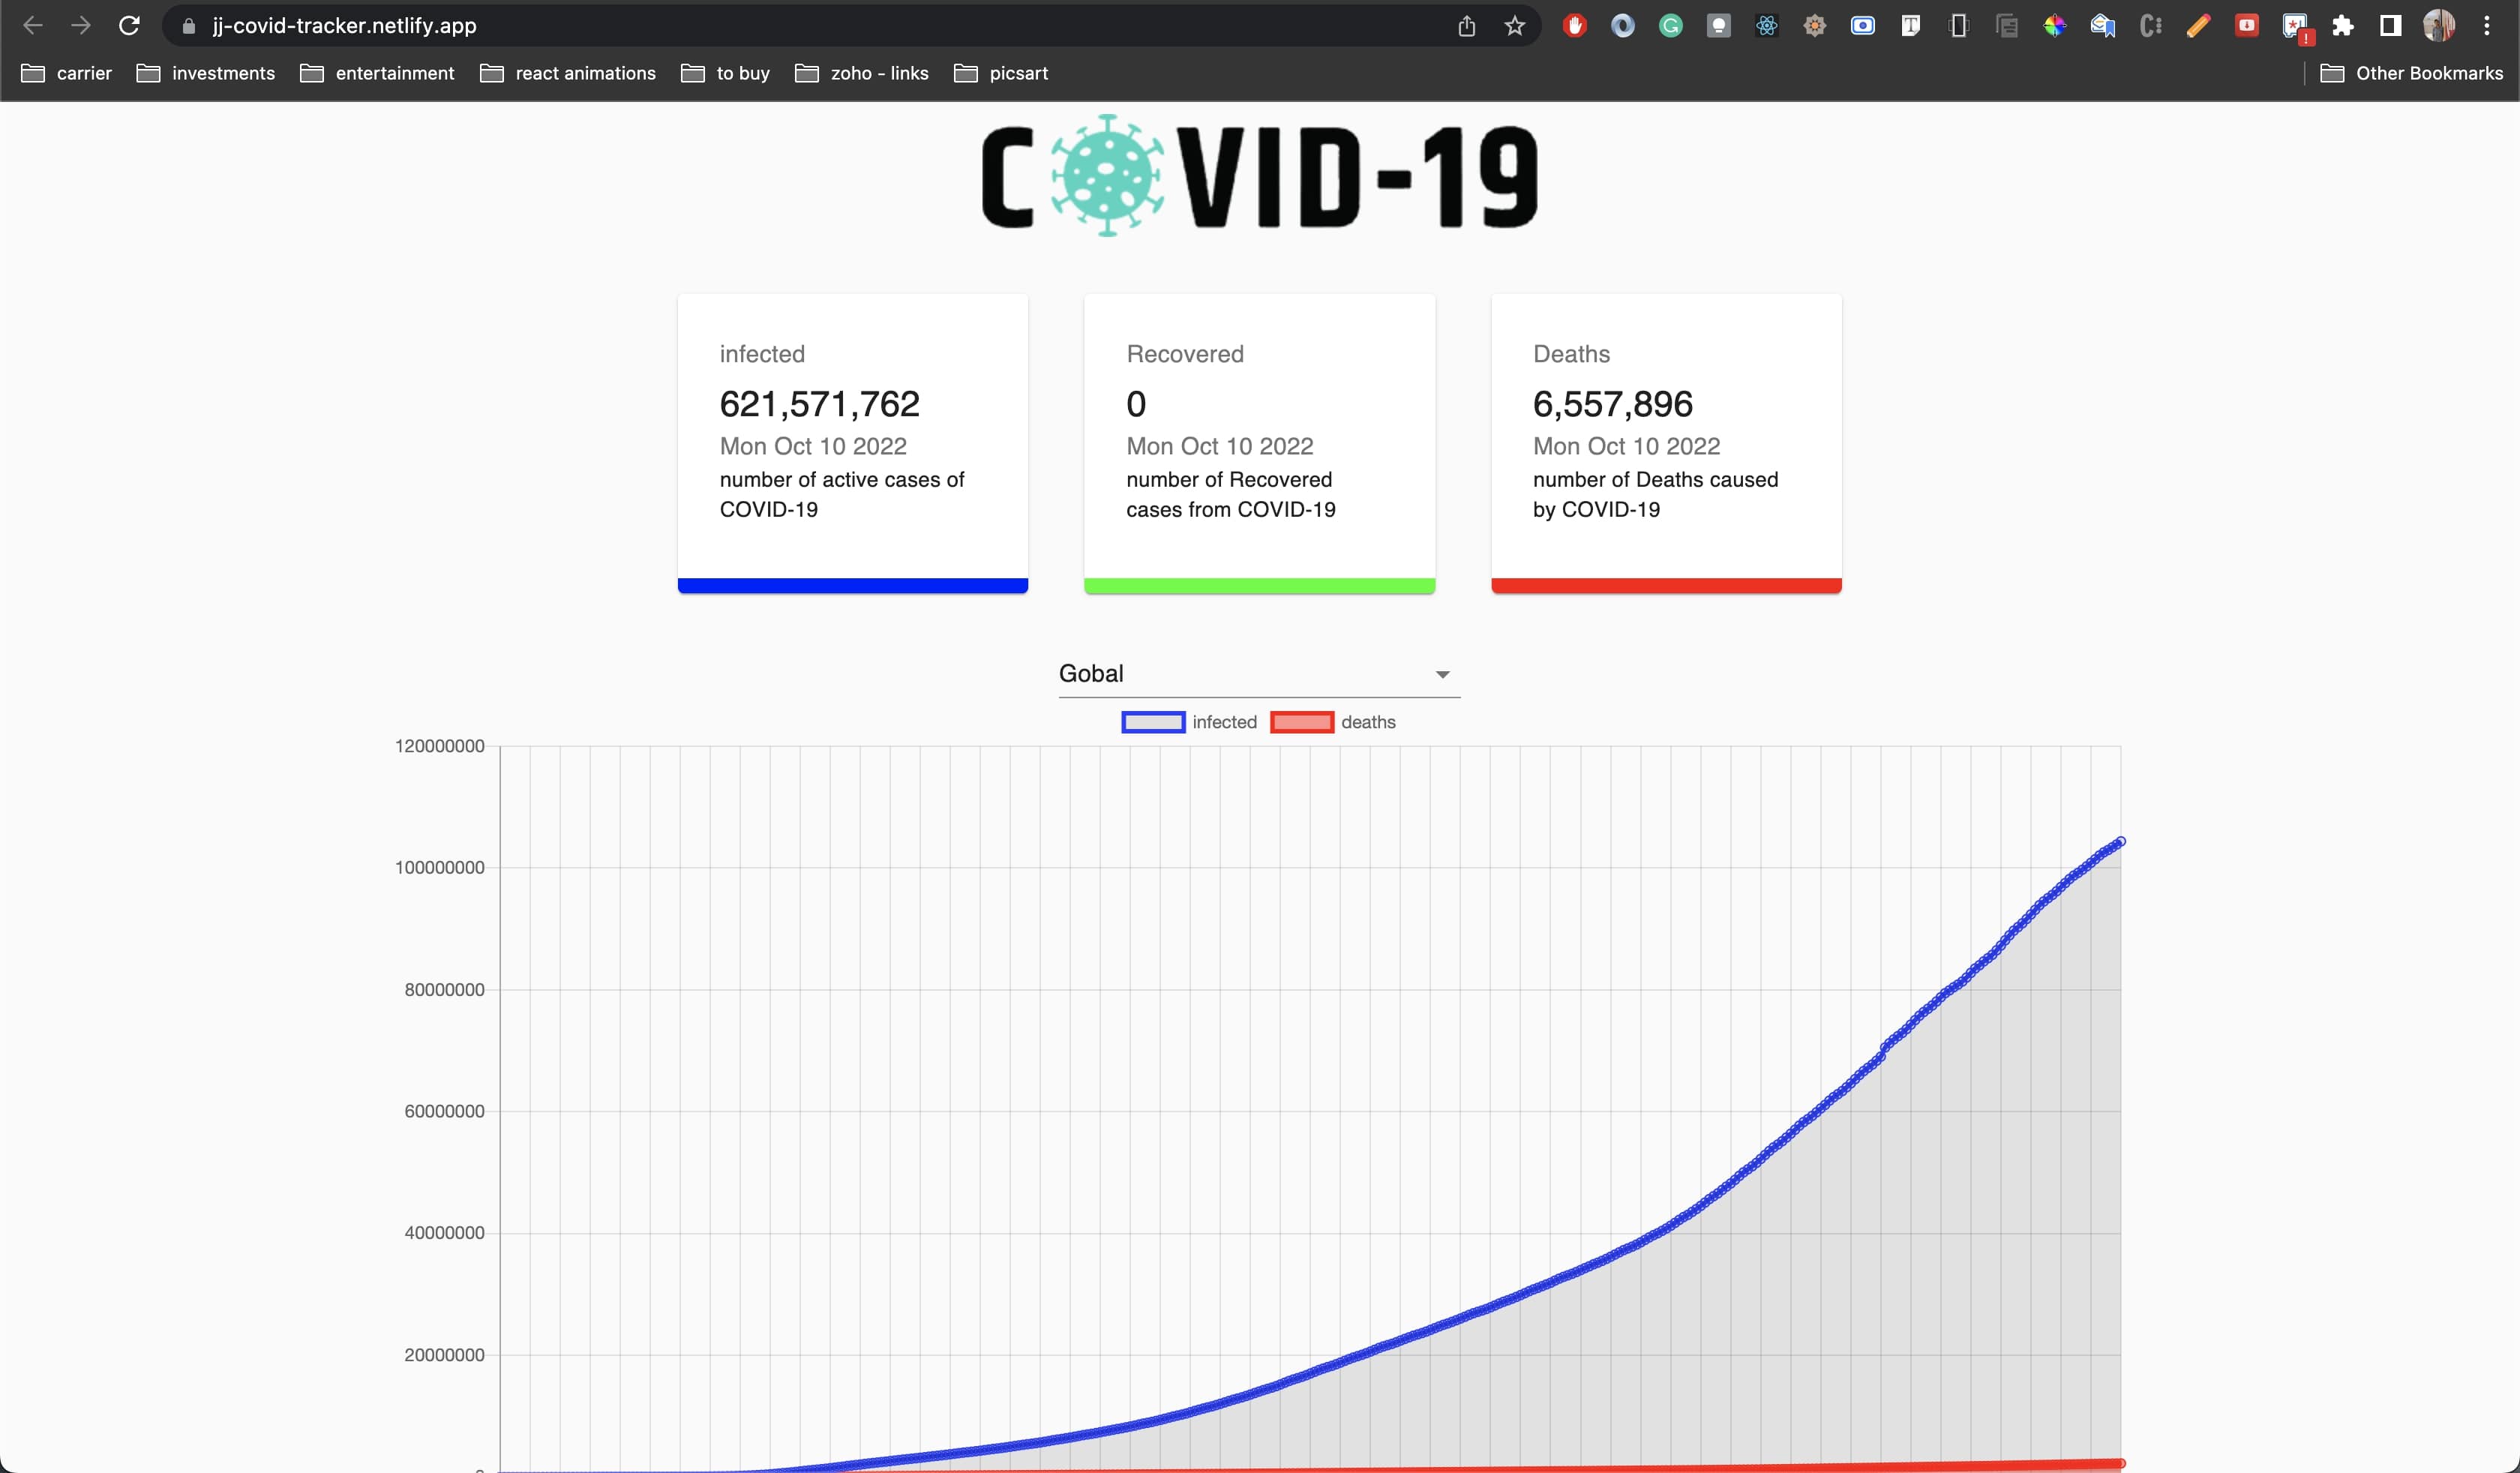 jj-covid-tracker.netlify.app
carrier investments entertainment react animations to buy zoho - links picsart Other Bookmarks
COVID-19
infected
621,571,762
Mon Oct 10 2022
number of active cases of
COVID-19
Recovered
0
Mon Oct 10 2022
number of Recovered
cases from COVID-19
Deaths
6,557,896
Mon Oct 10 2022
number of Deaths caused
by COVID-19
Gobal
infected deaths
120000000
100000000
80000000
60000000
40000000
20000000